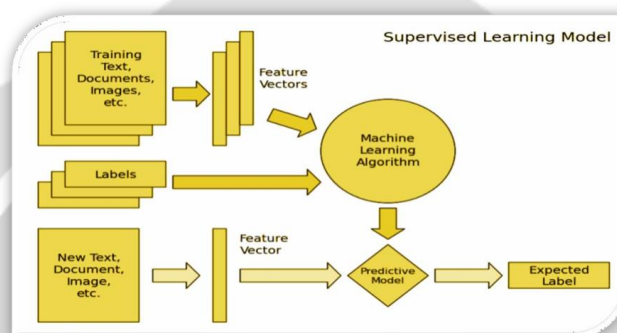 Supervised Learning Model
Training
Text,
Documents,
Images,
etc.
Feature
Vectors
Machine
Learning
Algorithm
Labels
New Text,
Document,
Image,
etc.
Feature
Vector
Predictive
Model
Expected
Label